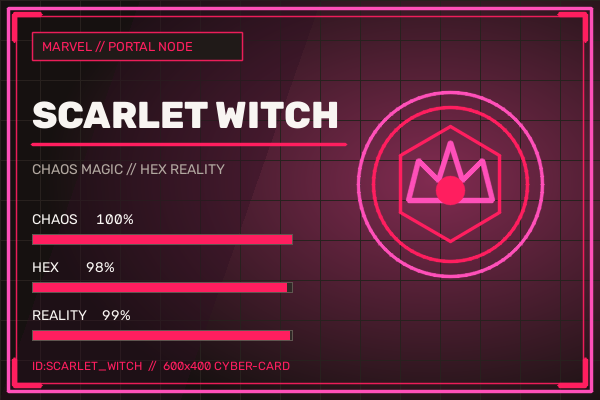 MARVEL // PORTAL NODE
SCARLET WITCH
CHAOS MAGIC // HEX REALITY
CHAOS 100%
HEX 98%
REALITY 99%
ID:SCARLET_WITCH // 600x400 CYBER-CARD